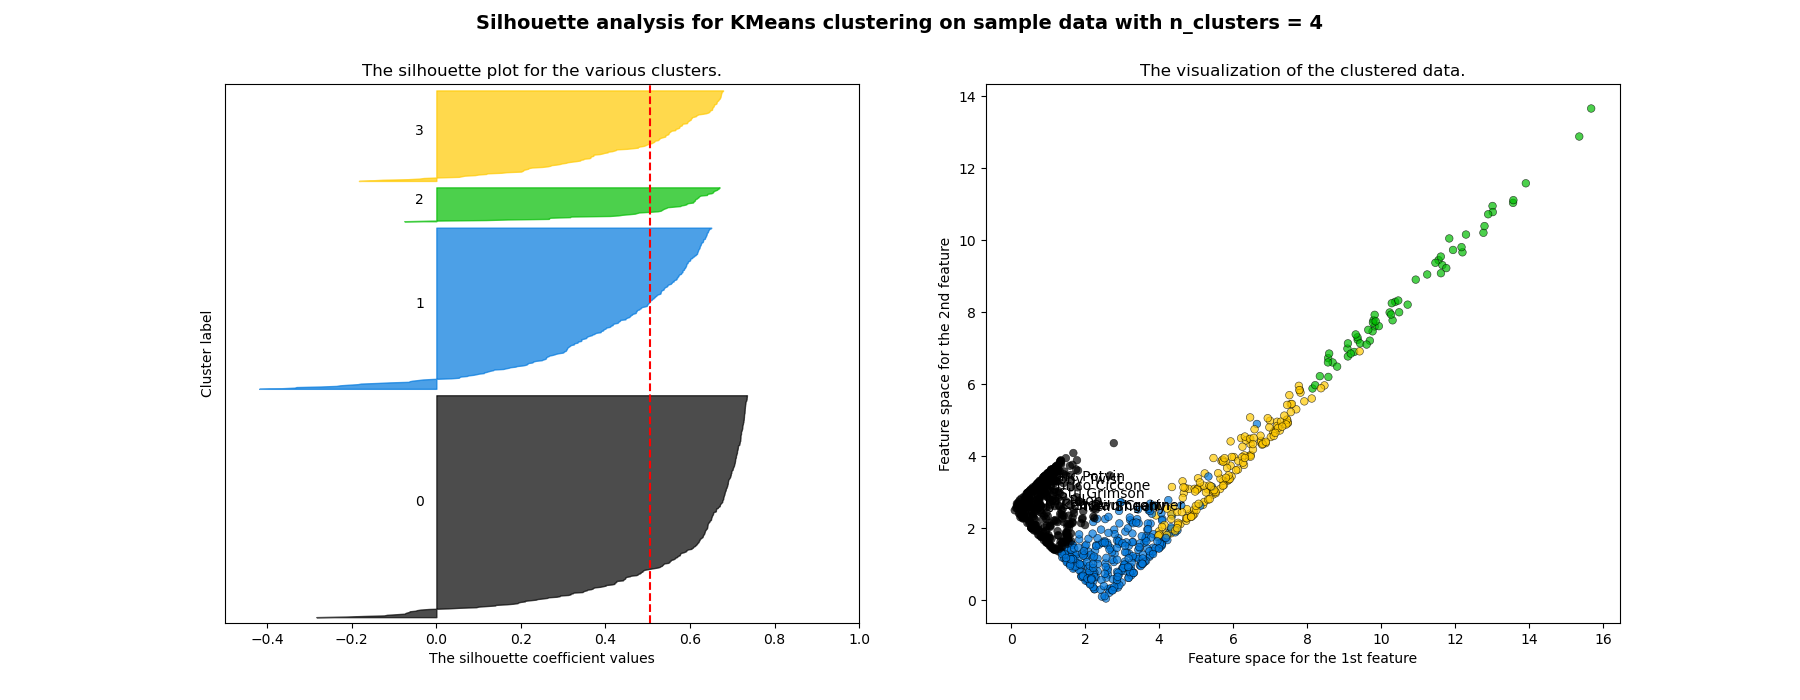 Silhouette analysis for KMeans clustering on sample data with n_clusters = 4
The silhouette plot for the various clusters.
3
2
1
0
Cluster label
−0.4 −0.2 0.0 0.2 0.4 0.6 0.8 1.0
The silhouette coefficient values
The visualization of the clustered data.
14
12
10
8
6
4
2
0
Feature space for the 2nd feature
Potvin
Twist
Ciccone
Grimson
0 2 4 6 8 10 12 14 16
Feature space for the 1st feature